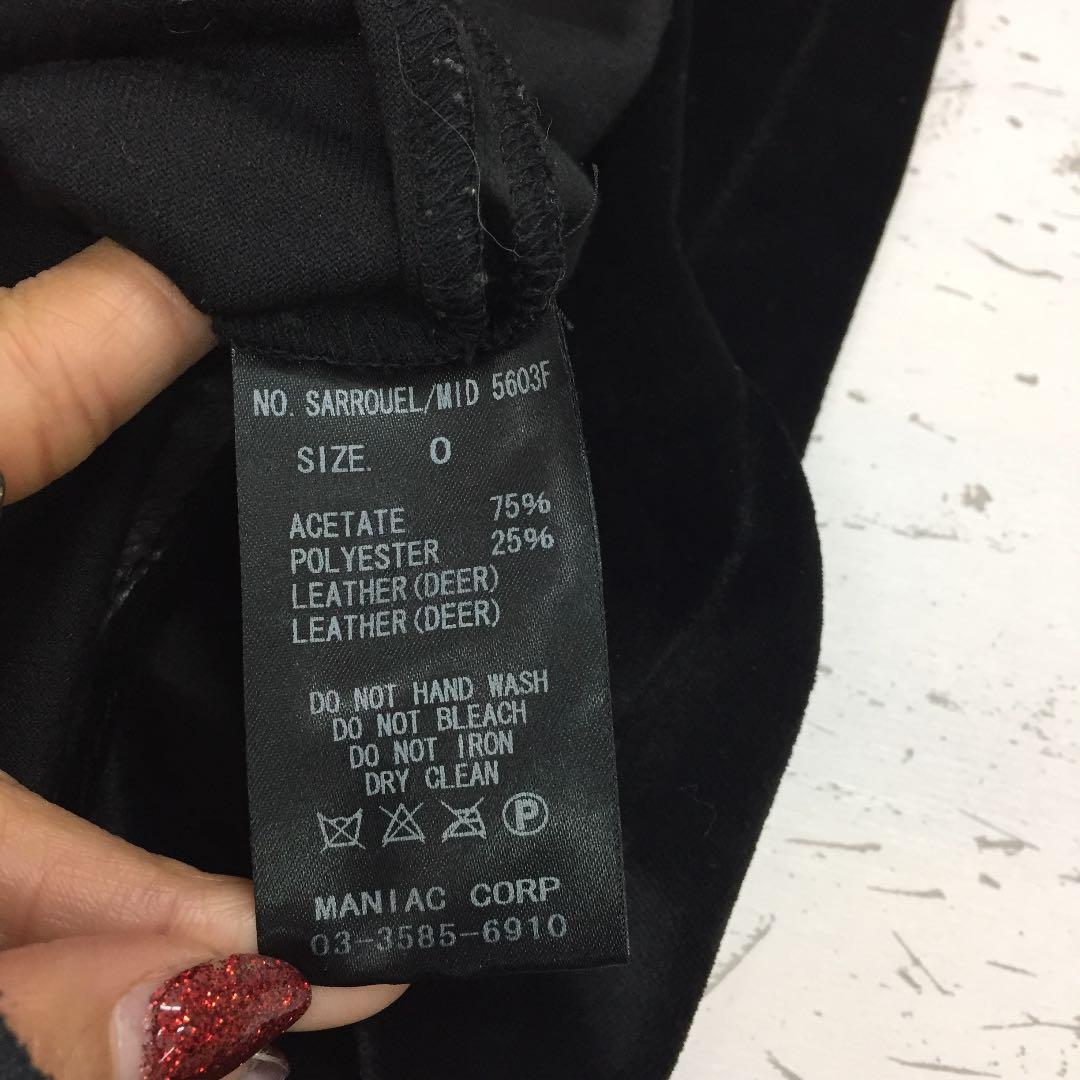 NO. SARROUEL/MID 5603F
SIZE. 0
ACETATE 75%
POLYESTER 25%
LEATHER(DEER)
LEATHER(DEER)
DO NOT HAND WASH
DO NOT BLEACH
DO NOT IRON
DRY CLEAN
P
MANIAC CORP
03-3585-6910